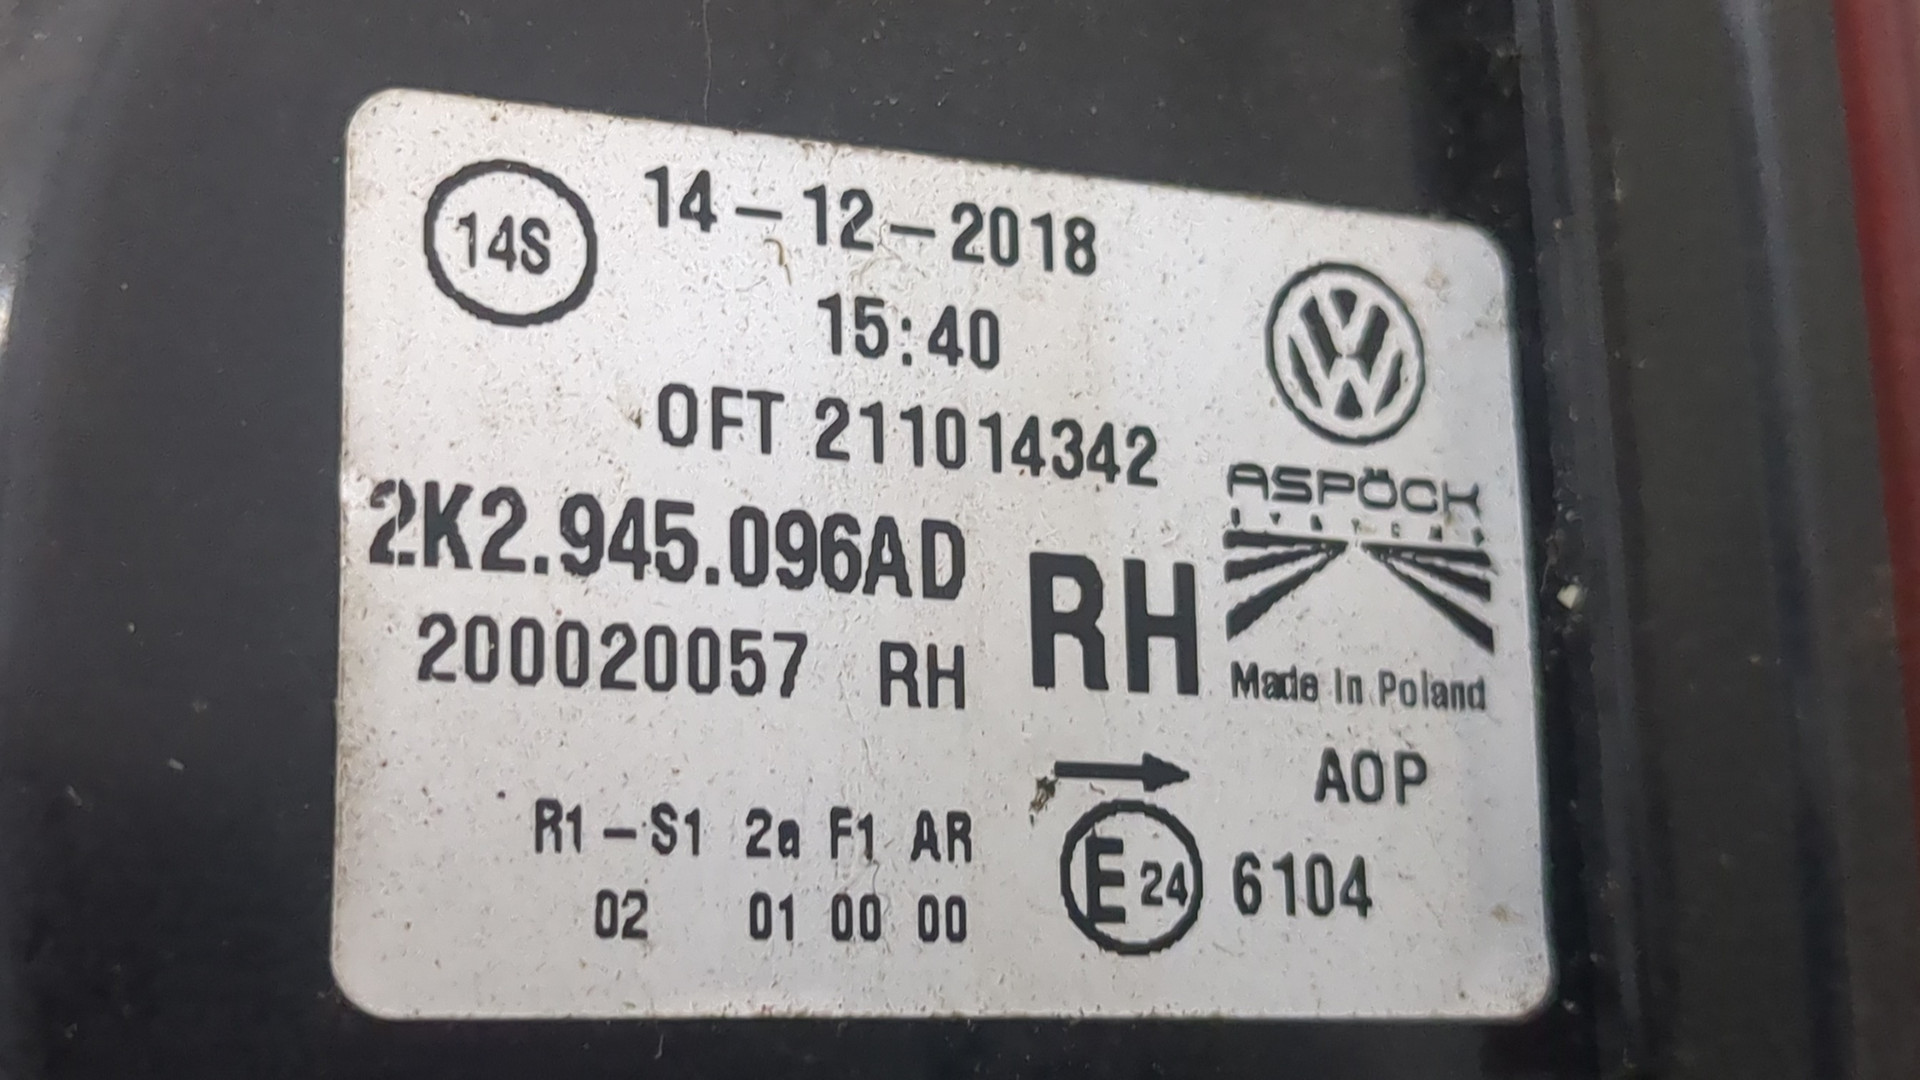 14S
14-12-2018
15:40
OFT 211014342
2K2.945.096AD
RH
200020057 RH
ASPÖCK
SYSTEMS
Made In Poland
AOP
R1-S1 2a F1 AR
02 01 00 00
E24 6104